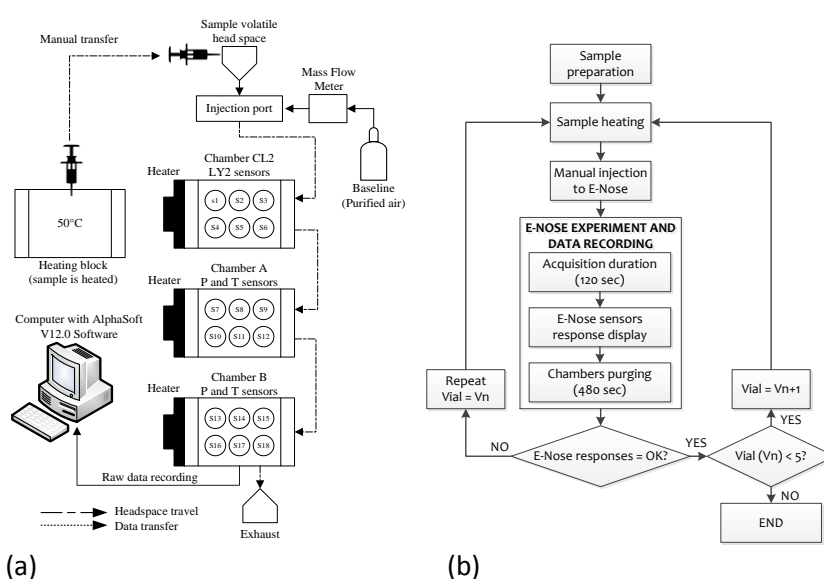 Sample volatile
head space
Manual transfer
Mass Flow
Meter
Injection port
Chamber CL2
LY2 sensors
Heater
s1 S2 S3
S4 S5 S6
Baseline
(Purified air)
50°C
Heating block
(sample is heated)
Chamber A
P and T sensors
Heater
S7 S8 S9
S10 S11 S12
Computer with AlphaSoft
V12.0 Software
Chamber B
P and T sensors
Heater
S13 S14 S15
S16 S17 S18
Raw data recording
Headspace travel
Data transfer
Exhaust
(a)
Sample
preparation
Sample heating
Manual injection
to E-Nose
E-NOSE EXPERIMENT AND
DATA RECORDING
Acquisition duration
(120 sec)
E-Nose sensors
response display
Chambers purging
(480 sec)
Repeat
Vial = Vn
Vial = Vn+1
NO
E-Nose responses = OK?
YES
Vial (Vn) < 5?
YES
NO
END
(b)